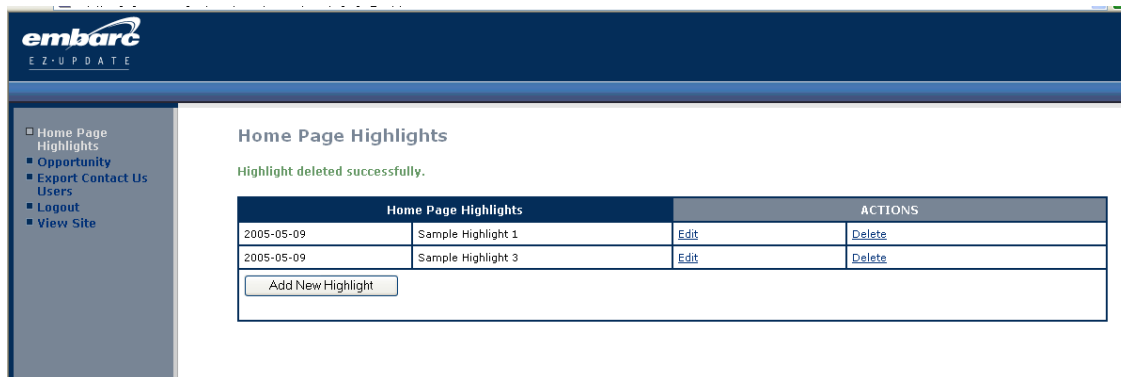 embarc
EZ·UPDATE
Home Page
Highlights
Opportunity
Export Contact Us
Users
Logout
View Site
Home Page Highlights
Highlight deleted successfully.
Home Page Highlights ACTIONS
2005-05-09 Sample Highlight 1 Edit Delete
2005-05-09 Sample Highlight 3 Edit Delete
Add New Highlight